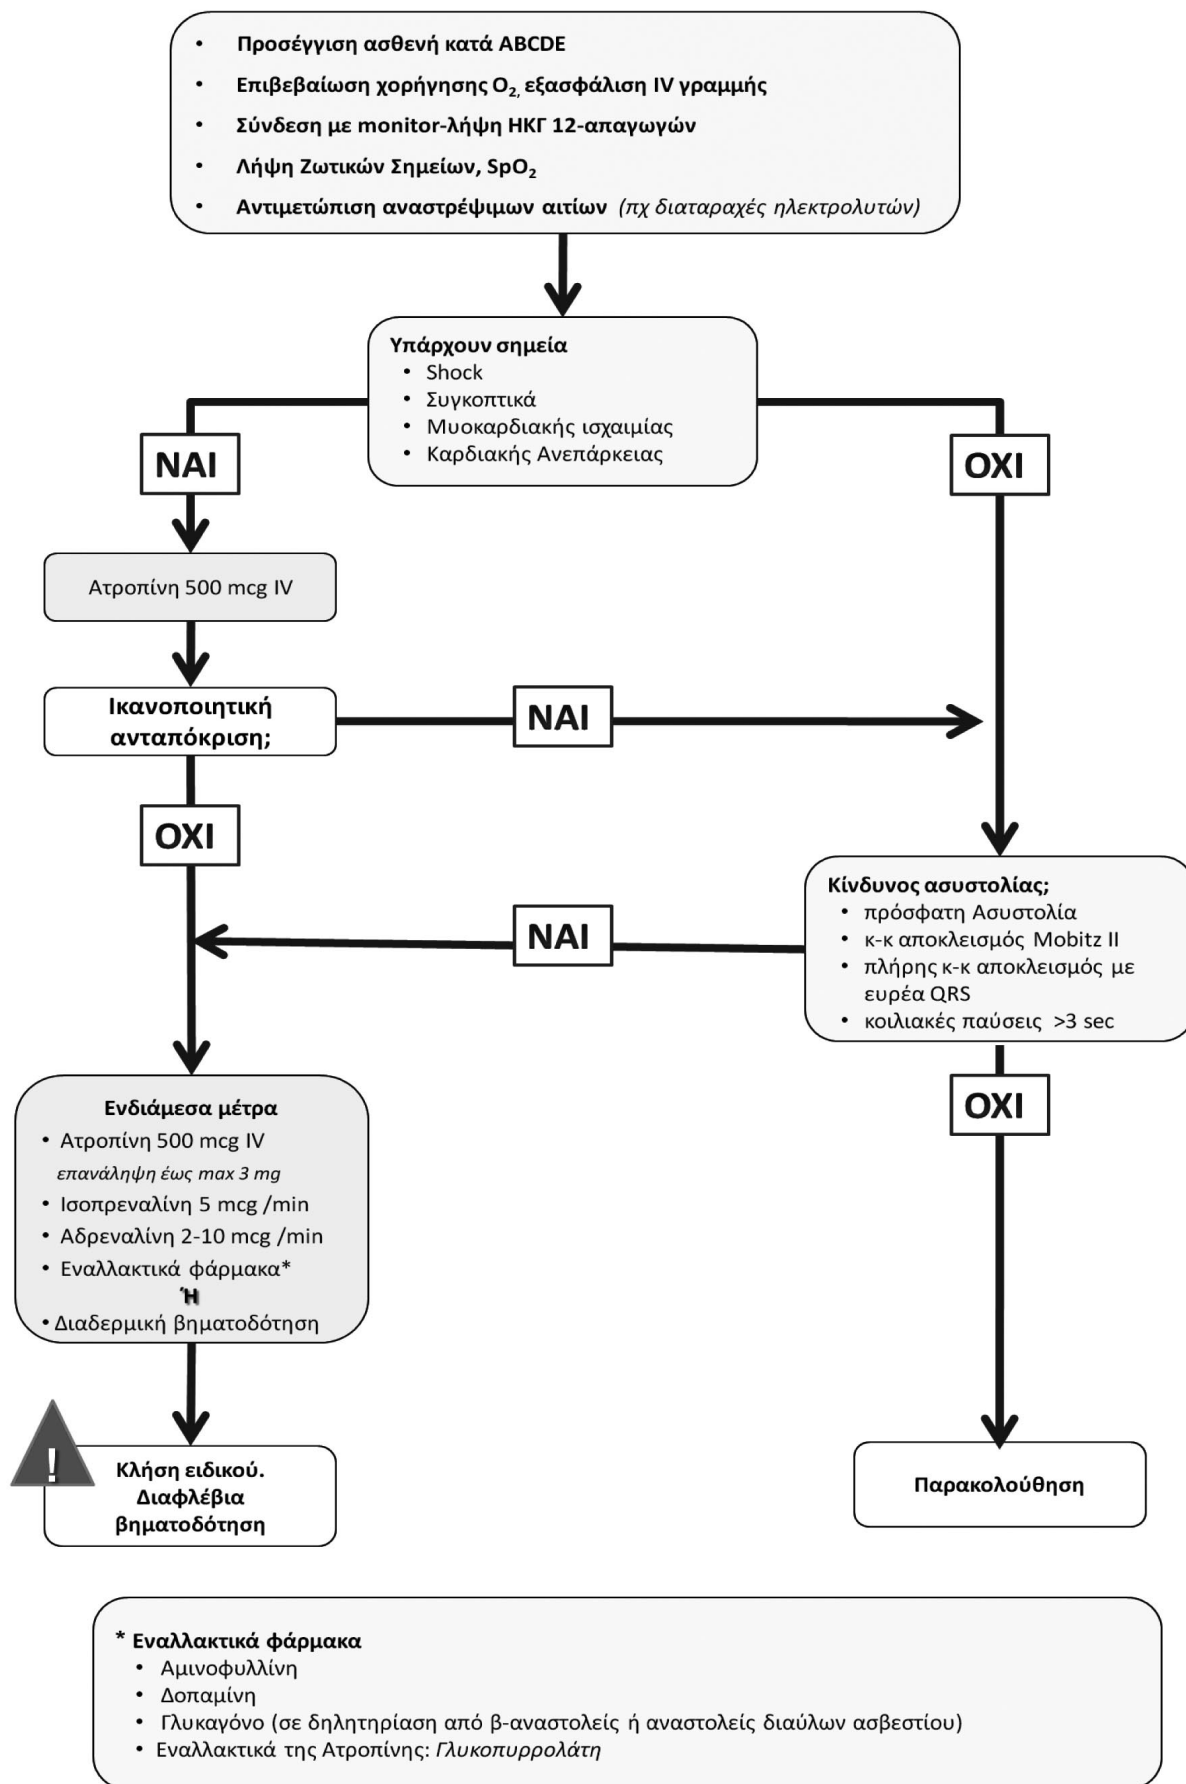 • Προσέγγιση ασθενή κατά ABCDE
• Επιβεβαίωση χορήγησης O₂, εξασφάλιση IV γραμμής
• Σύνδεση με monitor-λήψη ΗΚΓ 12-απαγωγών
• Λήψη Ζωτικών Σημείων, SpO₂
• Αντιμετώπιση αναστρέψιμων αιτίων (πχ διαταραχές ηλεκτρολυτών)
Υπάρχουν σημεία
• Shock
• Συγκοπτικά
• Μυοκαρδιακής ισχαιμίας
• Καρδιακής Ανεπάρκειας
ΝΑΙ
ΟΧΙ
Ατροπίνη 500 mcg IV
Ικανοποιητική
ανταπόκριση;
ΝΑΙ
ΟΧΙ
Κίνδυνος ασυστολίας;
• πρόσφατη Ασυστολία
• κ-κ αποκλεισμός Mobitz II
• πλήρης κ-κ αποκλεισμός με
ευρέα QRS
• κοιλιακές παύσεις >3 sec
ΝΑΙ
ΟΧΙ
Ενδιάμεσα μέτρα
• Ατροπίνη 500 mcg IV
επανάληψη έως max 3 mg
• Ισοπρεναλίνη 5 mcg /min
• Αδρεναλίνη 2-10 mcg /min
• Εναλλακτικά φάρμακα*
Ή
• Διαδερμική βηματοδότηση
!
Κλήση ειδικού.
Διαφλέβια
βηματοδότηση
Παρακολούθηση
* Εναλλακτικά φάρμακα
• Αμινοφυλλίνη
• Δοπαμίνη
• Γλυκαγόνο (σε δηλητηρίαση από β-αναστολείς ή αναστολείς διαύλων ασβεστίου)
• Εναλλακτικά της Ατροπίνης: Γλυκοπυρρολάτη